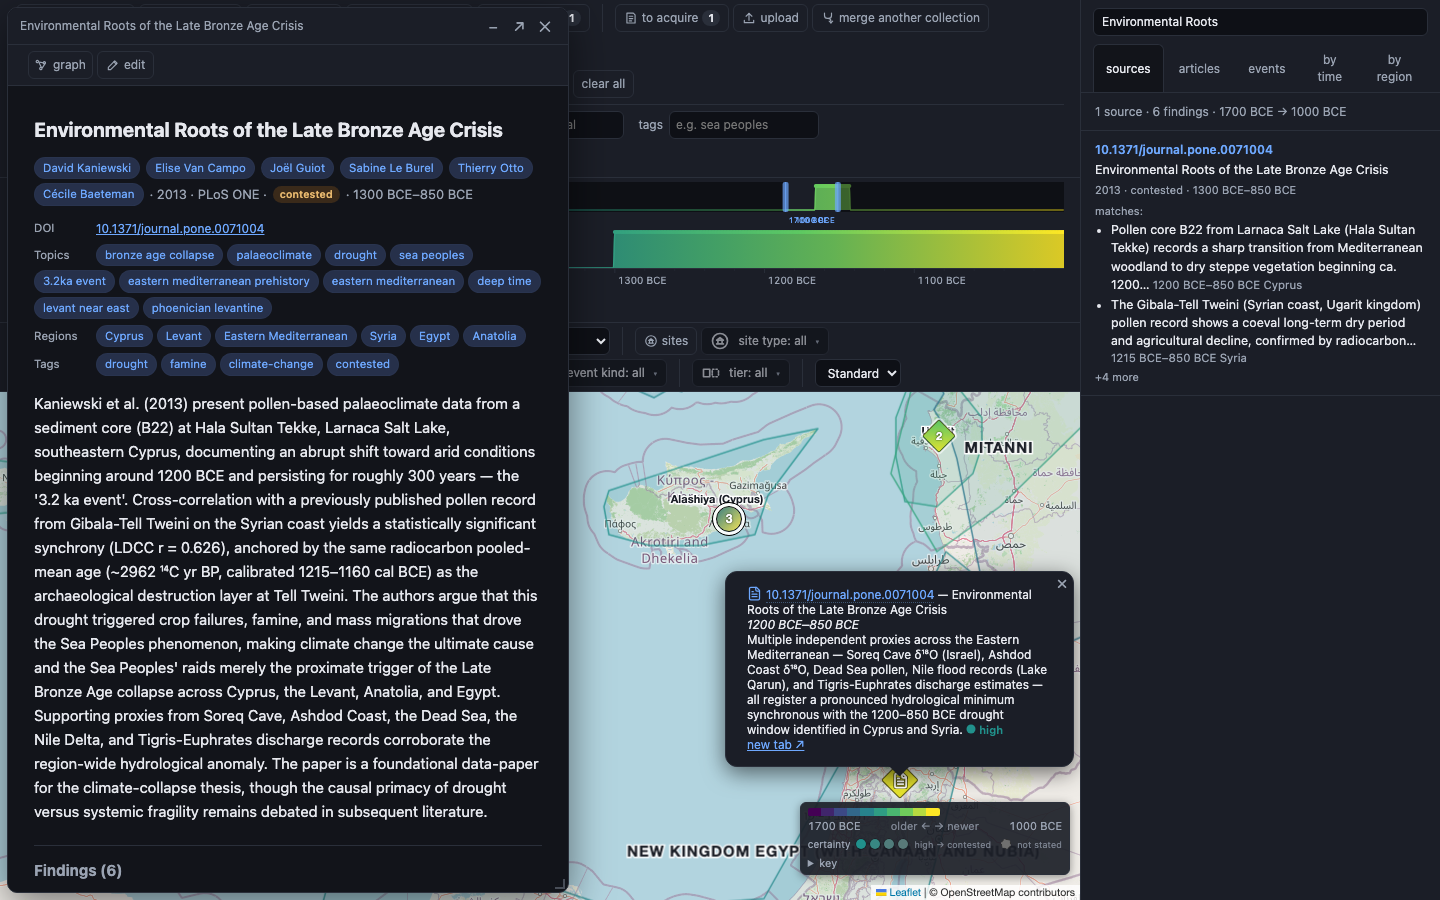 Environmental Roots of the Late Bronze Age Crisis
graph
edit
Environmental Roots of the Late Bronze Age Crisis
David Kaniewski
Elise Van Campo
Joël Guiot
Sabine Le Burel
Thierry Otto
Cécile Baeteman
· 2013 · PLoS ONE · contested · 1300 BCE–850 BCE
DOI 10.1371/journal.pone.0071004
Topics bronze age collapse palaeoclimate drought sea peoples
3.2ka event eastern mediterranean prehistory eastern mediterranean deep time
levant near east phoenician levantine
Regions Cyprus Levant Eastern Mediterranean Syria Egypt Anatolia
Tags drought famine climate-change contested
Kaniewski et al. (2013) present pollen-based palaeoclimate data from a
sediment core (B22) at Hala Sultan Tekke, Larnaca Salt Lake,
southeastern Cyprus, documenting an abrupt shift toward arid conditions
beginning around 1200 BCE and persisting for roughly 300 years — the
'3.2 ka event'. Cross-correlation with a previously published pollen record
from Gibala-Tell Tweini on the Syrian coast yields a statistically significant
synchrony (LDCC r = 0.626), anchored by the same radiocarbon pooled-
mean age (~2962 ¹⁴C yr BP, calibrated 1215–1160 cal BCE) as the
archaeological destruction layer at Tell Tweini. The authors argue that this
drought triggered crop failures, famine, and mass migrations that drove
the Sea Peoples phenomenon, making climate change the ultimate cause
and the Sea Peoples' raids merely the proximate trigger of the Late
Bronze Age collapse across Cyprus, the Levant, Anatolia, and Egypt.
Supporting proxies from Soreq Cave, Ashdod Coast, the Dead Sea, the
Nile Delta, and Tigris-Euphrates discharge records corroborate the
region-wide hydrological anomaly. The paper is a foundational data-paper
for the climate-collapse thesis, though the causal primacy of drought
versus systemic fragility remains debated in subsequent literature.
Findings (6)
1
to acquire 1
upload
merge another collection
clear all
al
tags e.g. sea peoples
1300 BCE
1200 BCE
1100 BCE
sites
site type: all
event kind: all
tier: all
Standard
محافظة إدلب
2
MITANNI
جبلة
حماة
السلمية
طرطوس
حمص
طرابلس
Κύπρος
Gazimağusa
Alashiya (Cyprus)
Πάφος
3
Akrotiri and
Dhekelia
10.1371/journal.pone.0071004 — Environmental
Roots of the Late Bronze Age Crisis
1200 BCE–850 BCE
Multiple independent proxies across the Eastern
Mediterranean — Soreq Cave δ¹⁸O (Israel), Ashdod
Coast δ¹⁸O, Dead Sea pollen, Nile flood records (Lake
Qarun), and Tigris-Euphrates discharge estimates —
all register a pronounced hydrological minimum
synchronous with the 1200–850 BCE drought
window identified in Cyprus and Syria. high
new tab ↗
طولكرم
إربد
NEW KINGDOM EGYPT (WITH CANAAN AND NUBIA)
1700 BCE older ← → newer 1000 BCE
certainty high → contested not stated
key
Leaflet | © OpenStreetMap contributors
Environmental Roots
sources
articles
events
by time
by region
1 source · 6 findings · 1700 BCE → 1000 BCE
10.1371/journal.pone.0071004
Environmental Roots of the Late Bronze Age Crisis
2013 · contested · 1300 BCE–850 BCE
matches:
• Pollen core B22 from Larnaca Salt Lake (Hala Sultan
Tekke) records a sharp transition from Mediterranean
woodland to dry steppe vegetation beginning ca.
1200... 1200 BCE–850 BCE Cyprus
• The Gibala-Tell Tweini (Syrian coast, Ugarit kingdom)
pollen record shows a coeval long-term dry period
and agricultural decline, confirmed by radiocarbon...
1215 BCE–850 BCE Syria
+4 more